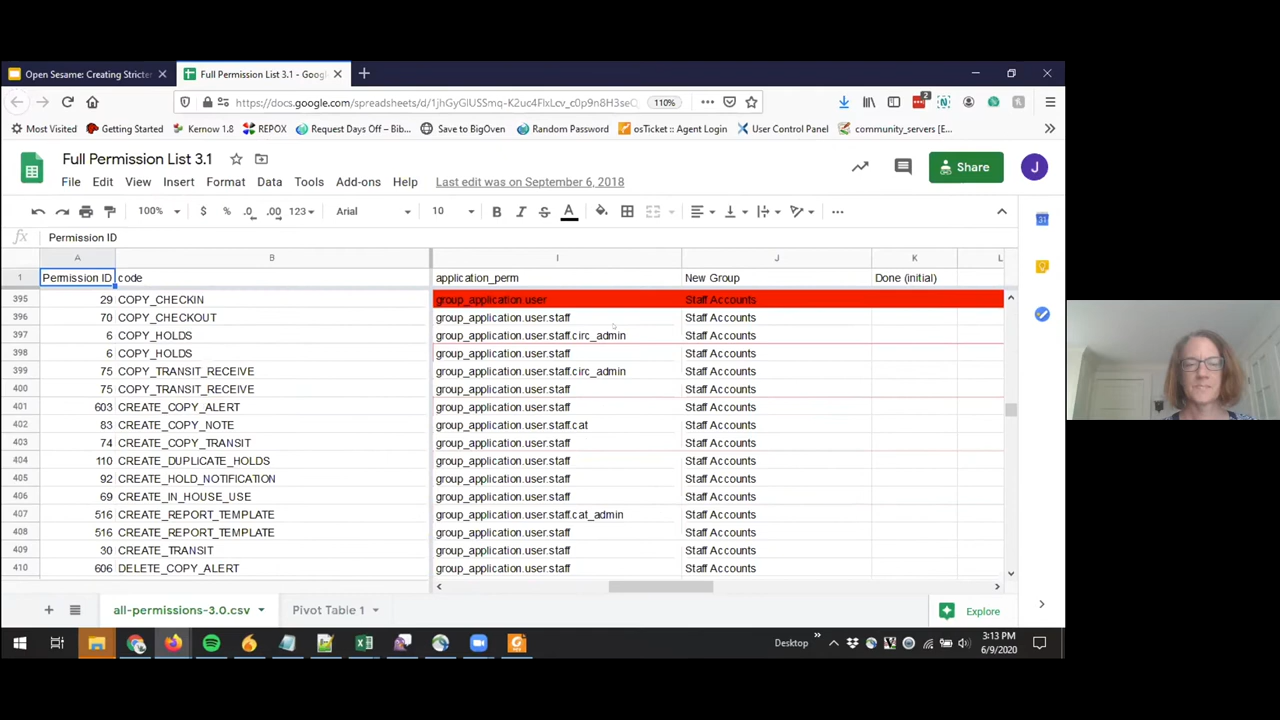 Open Sesame: Creating Stricter
Full Permission List 3.1 - Goog
https://docs.google.com/spreadsheets/d/1jhGyGlUSSmq-K2uc4FlxLcv_c0p9n8H3seC
110%
2
Most Visited Getting Started Kernow 1.8 REPOX Request Days Off – Bib... Save to BigOven Random Password osTicket :: Agent Login User Control Panel community_servers [E...
Full Permission List 3.1
Share
J
File Edit View Insert Format Data Tools Add-ons Help Last edit was on September 6, 2018
100% $ % .0 .00 123 Arial 10 B I S A
fx Permission ID
31
A B I J K L
1 Permission ID code application_perm New Group Done (initial)
395 29 COPY_CHECKIN group_application.user Staff Accounts
396 70 COPY_CHECKOUT group_application.user.staff Staff Accounts
397 6 COPY_HOLDS group_application.user.staff.circ_admin Staff Accounts
398 6 COPY_HOLDS group_application.user.staff Staff Accounts
399 75 COPY_TRANSIT_RECEIVE group_application.user.staff.circ_admin Staff Accounts
400 75 COPY_TRANSIT_RECEIVE group_application.user.staff Staff Accounts
401 603 CREATE_COPY_ALERT group_application.user.staff Staff Accounts
402 83 CREATE_COPY_NOTE group_application.user.staff.cat Staff Accounts
403 74 CREATE_COPY_TRANSIT group_application.user.staff Staff Accounts
404 110 CREATE_DUPLICATE_HOLDS group_application.user.staff Staff Accounts
405 92 CREATE_HOLD_NOTIFICATION group_application.user.staff Staff Accounts
406 69 CREATE_IN_HOUSE_USE group_application.user.staff Staff Accounts
407 516 CREATE_REPORT_TEMPLATE group_application.user.staff.cat_admin Staff Accounts
408 516 CREATE_REPORT_TEMPLATE group_application.user.staff Staff Accounts
409 30 CREATE_TRANSIT group_application.user.staff Staff Accounts
410 606 DELETE_COPY_ALERT group_application.user.staff Staff Accounts
all-permissions-3.0.csv Pivot Table 1 Explore
Desktop
3:13 PM
6/9/2020